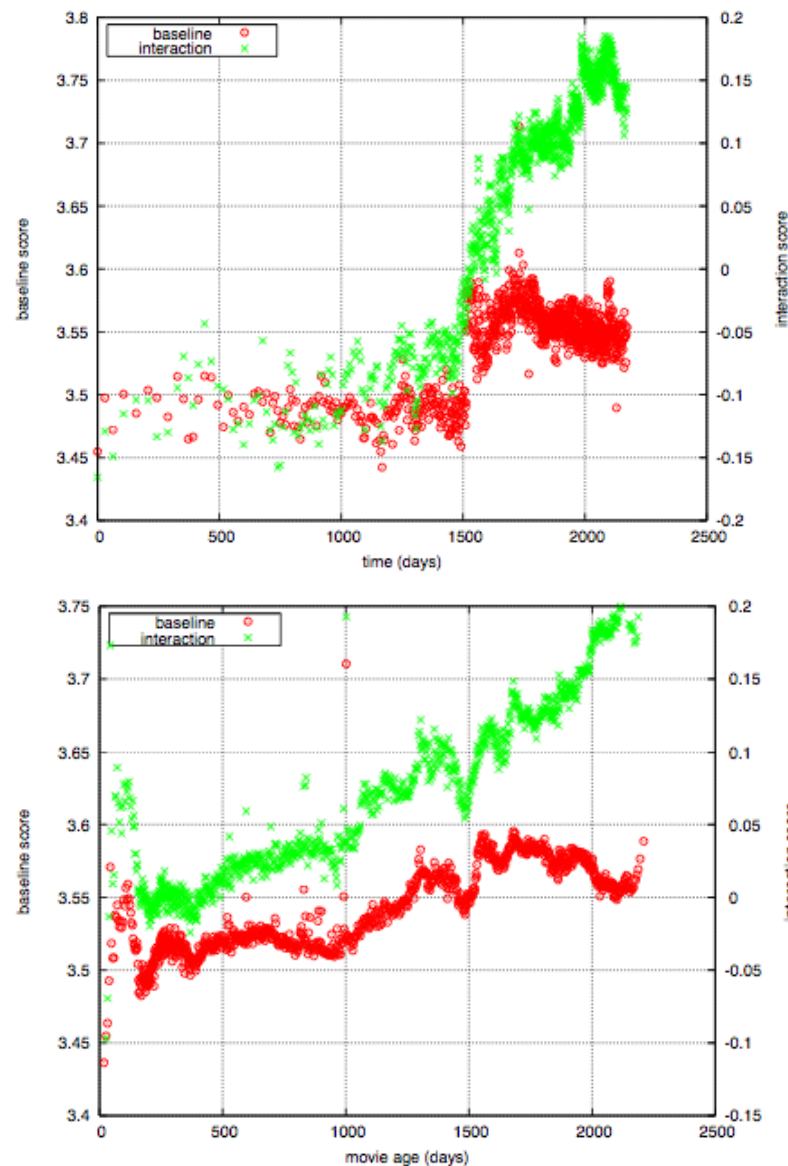 3.8
0.2
baseline
interaction
3.75
0.15
3.7
0.1
3.65
0.05
baseline score
3.6
0
interaction score
3.55
-0.05
3.5
-0.1
3.45
-0.15
3.4
-0.2
0 500 1000 1500 2000 2500
time (days)
3.75
0.2
baseline
interaction
3.7
0.15
3.65
0.1
baseline score
3.6
0.05
3.55
0
interaction score
3.5
-0.05
3.45
-0.1
3.4
-0.15
0 500 1000 1500 2000 2500
movie age (days)